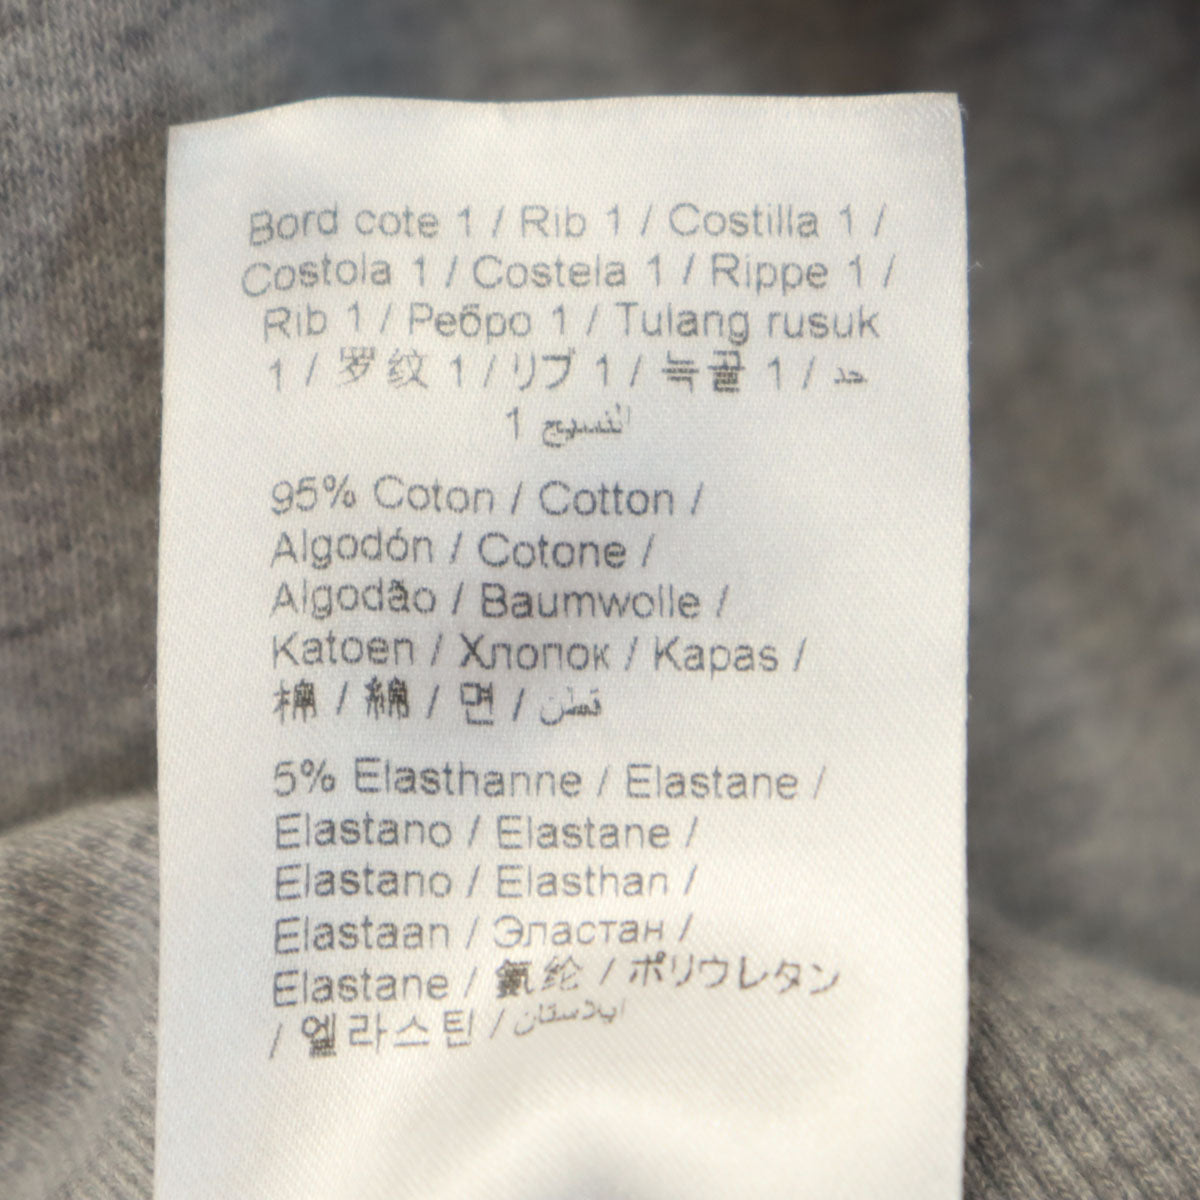 Bord cote 1 / Rib 1 / Costilla 1 /
Costola 1 / Costela 1 / Rippe 1 /
Rib 1 / Ребро 1 / Tulang rusuk
1 / 罗纹 1 / リブ 1 / 늑골 1 / حد
النسيج 1
95% Coton / Cotton /
Algodón / Cotone /
Algodão / Baumwolle /
Katoen / Хлопок / Kapas /
棉 / 綿 / 면 / قطن
5% Elasthanne / Elastane /
Elastano / Elastane /
Elastano / Elasthan /
Elastaan / Эластан /
Elastane / 氨纶 / ポリウレタン
/ 엘라스틴 / ايلاستان